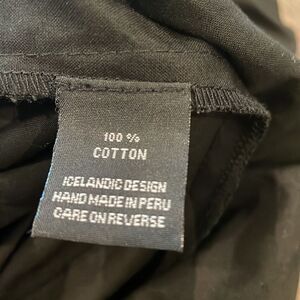 100 %
COTTON
ICELANDIC DESIGN
HAND MADE IN PERU
CARE ON REVERSE